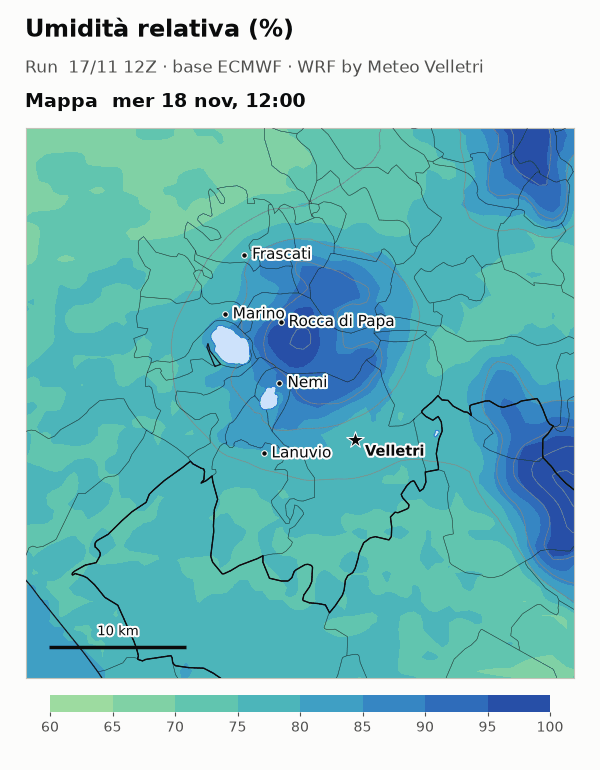 Umidità relativa (%)
Run  17/11 12Z · base ECMWF · WRF by Meteo Velletri
Mappa  mer 18 nov, 12:00
Frascati
Marino
Rocca di Papa
Nemi
Velletri
Lanuvio
10 km
60 65 70 75 80 85 90 95 100